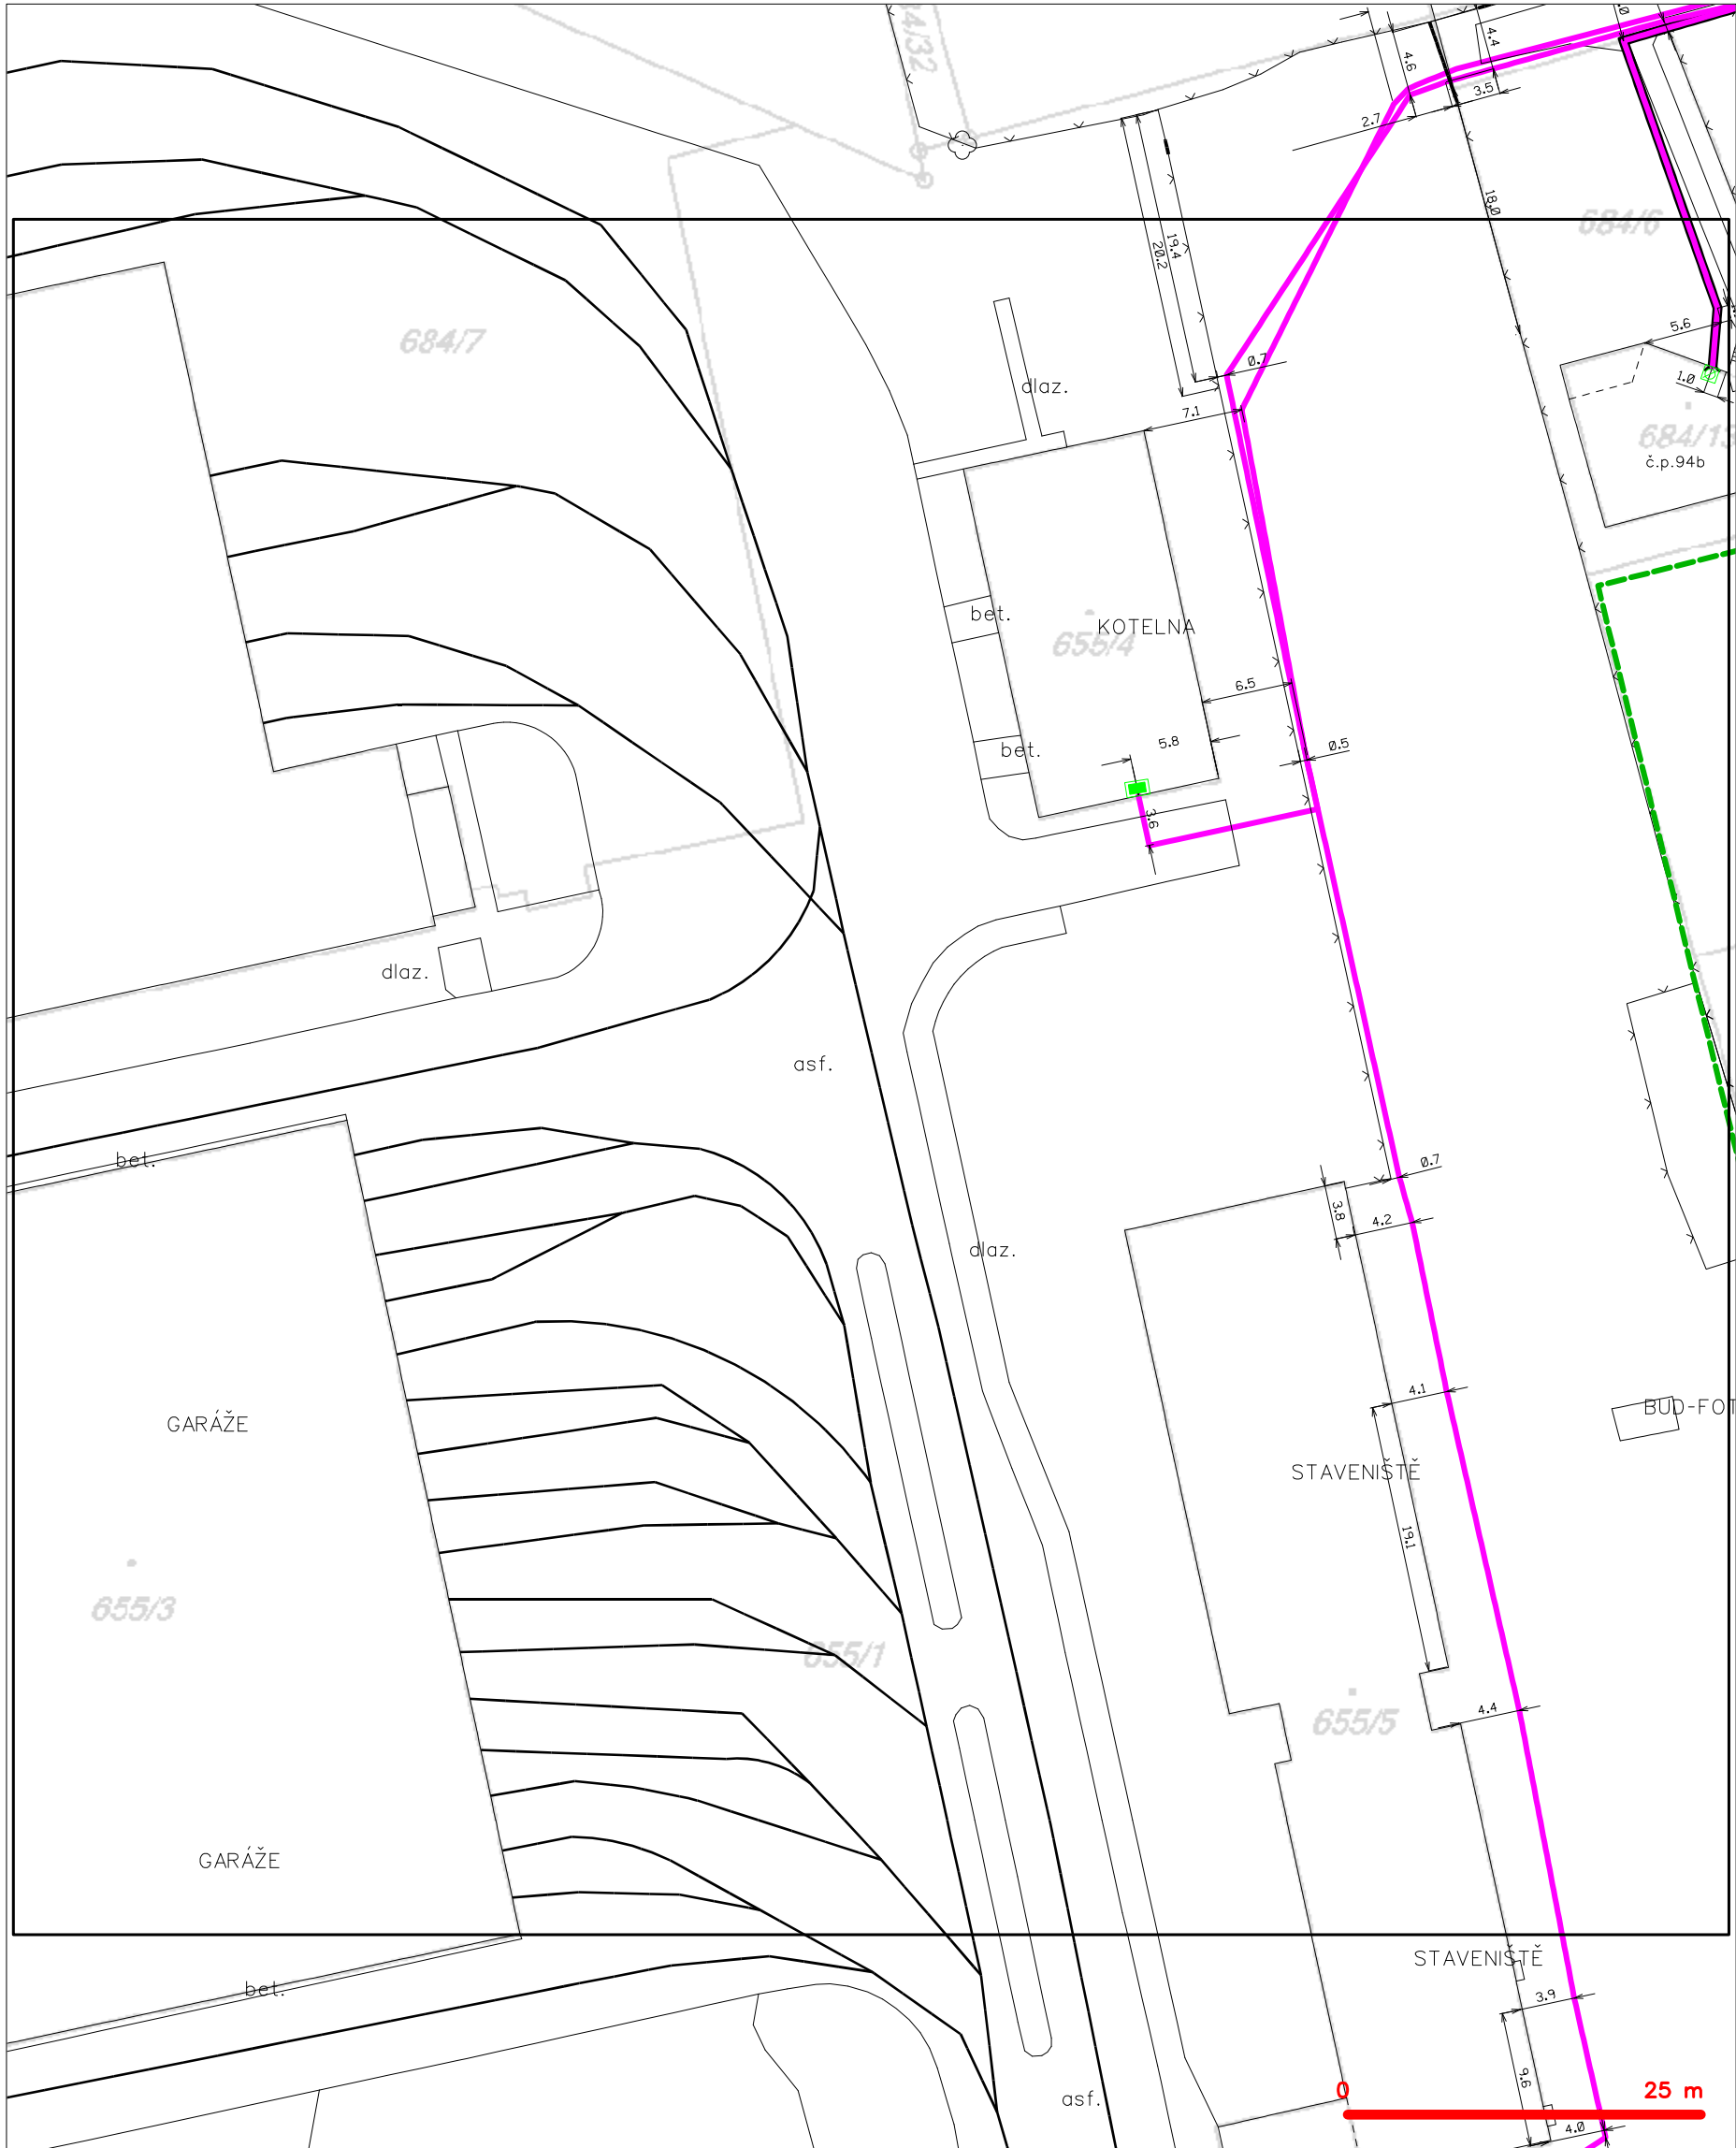 84/32
4.6
4.4
3.5
2.7
18.0
684/6
19.4
20.2
5.6
684/7
0.7
dlaz.
1.0
7.1
684/13
č.p.94b
bet.
KOTELNA
655/4
6.5
5.8
0.5
bet.
3.6
dlaz.
asf.
bet.
0.7
3.8
4.2
dlaz.
4.1
BUD-FOT
GARÁŽE
STAVENIŠTĚ
19.1
655/3
655/1
4.4
655/5
GARÁŽE
STAVENIŠTĚ
bet.
3.9
9.6
0
25 m
asf.
4.0